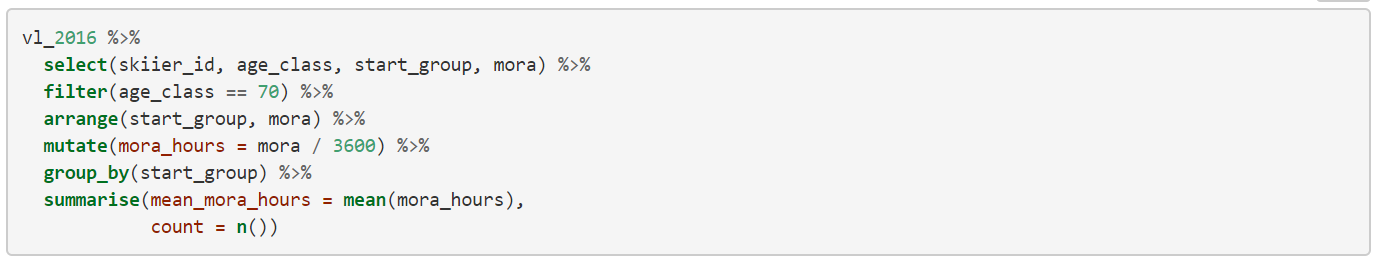 vl_2016 %>%
  select(skiier_id, age_class, start_group, mora) %>%
  filter(age_class == 70) %>%
  arrange(start_group, mora) %>%
  mutate(mora_hours = mora / 3600) %>%
  group_by(start_group) %>%
  summarise(mean_mora_hours = mean(mora_hours),
            count = n())